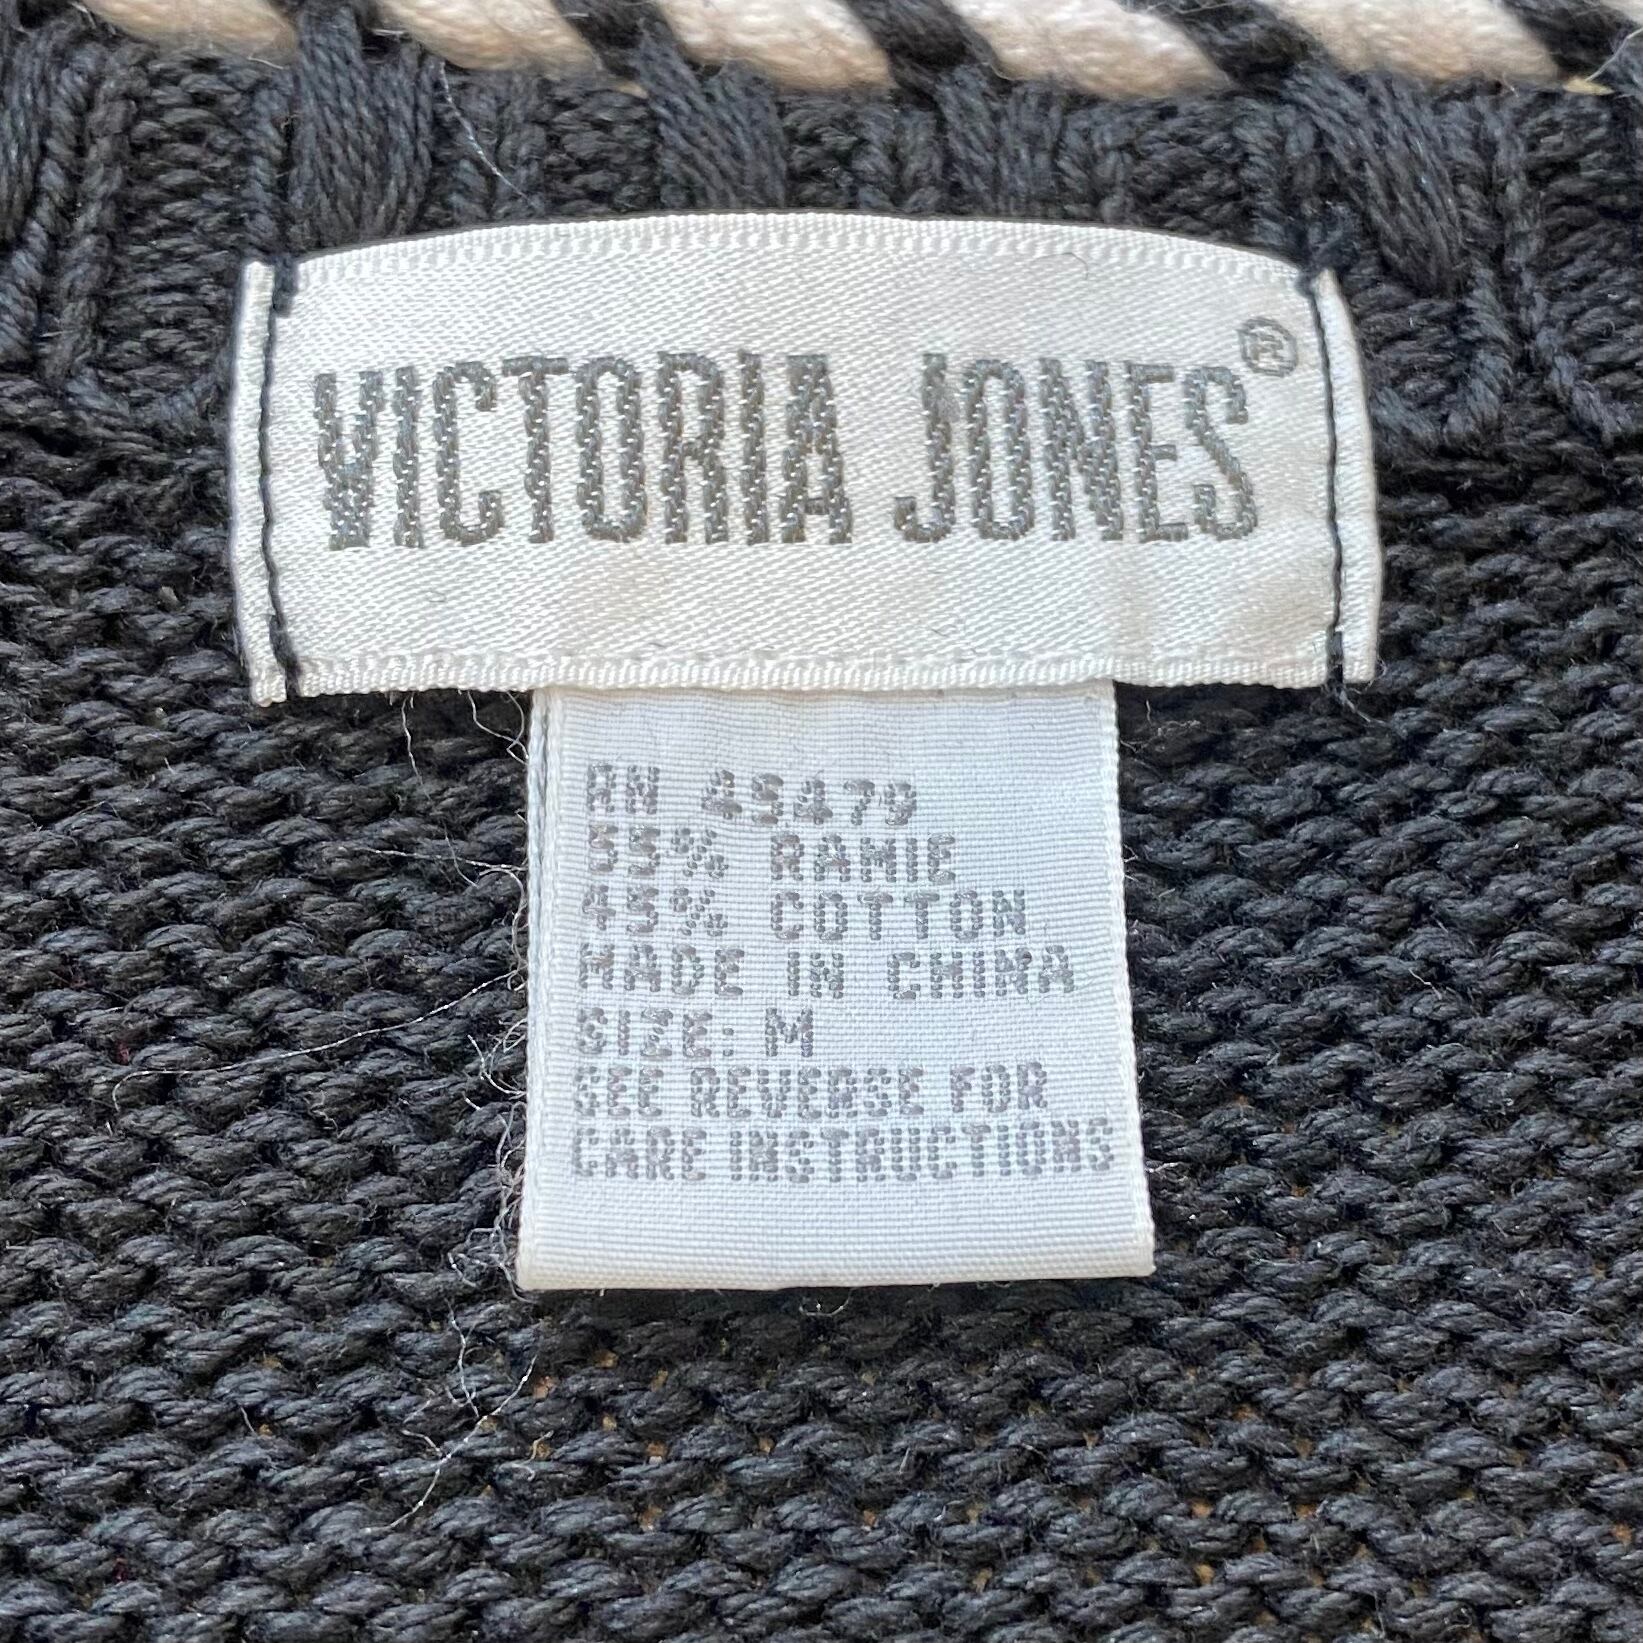 VICTORIA JONES®
RN 45479
55% RAMIE
45% COTTON
MADE IN CHINA
SIZE: M
SEE REVERSE FOR
CARE INSTRUCTIONS